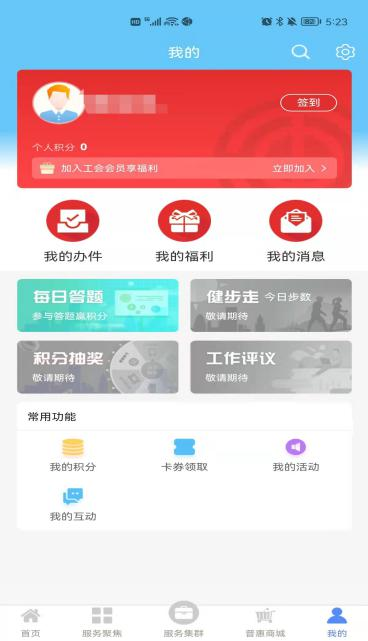 5:23
我的
签到
个人积分 0
加入工会会员享福利 立即加入 >
我的办件 我的福利 我的消息
每日答题
参与答题赢积分
健步走 今日步数
敬请期待
积分抽奖
敬请期待
工作评议
敬请期待
常用功能
我的积分 卡券领取 我的活动
我的互动
首页 服务聚焦 服务集群 普惠商城 我的